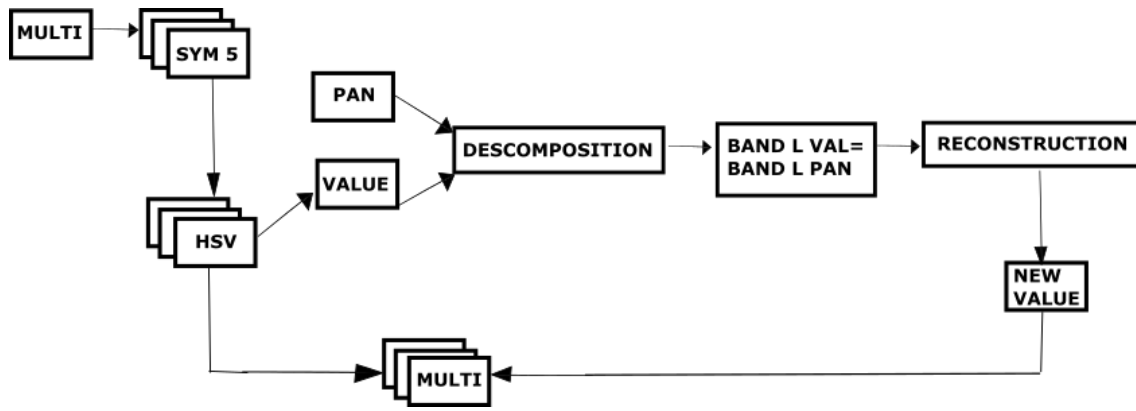 MULTI
SYM 5
PAN
DESCOMPOSITION
BAND L VAL=
BAND L PAN
RECONSTRUCTION
VALUE
HSV
NEW
VALUE
MULTI